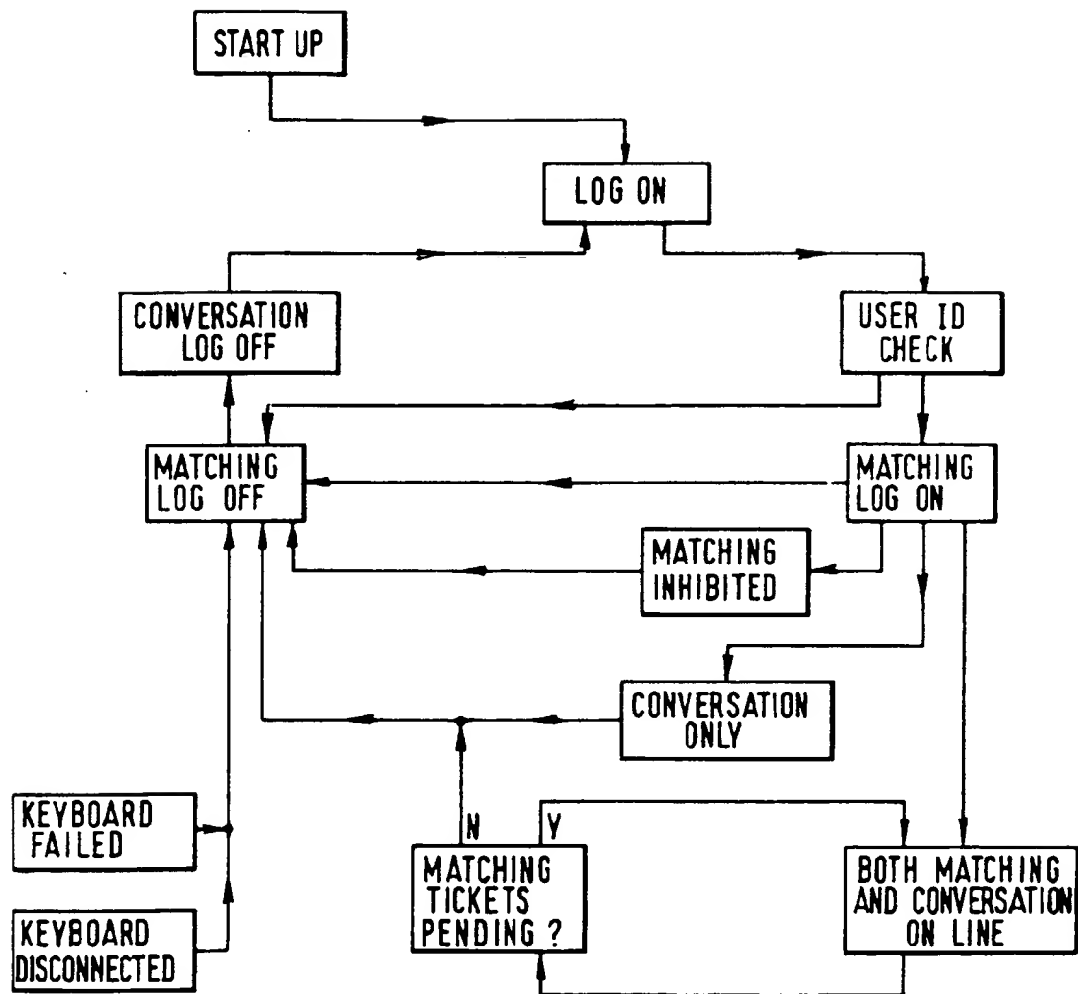 START UP
LOG ON
CONVERSATION
LOG OFF
USER ID
CHECK
MATCHING
LOG OFF
MATCHING
LOG ON
MATCHING
INHIBITED
CONVERSATION
ONLY
KEYBOARD
FAILED
N
Y
MATCHING
TICKETS
PENDING ?
BOTH MATCHING
AND CONVERSATION
ON LINE
KEYBOARD
DISCONNECTED